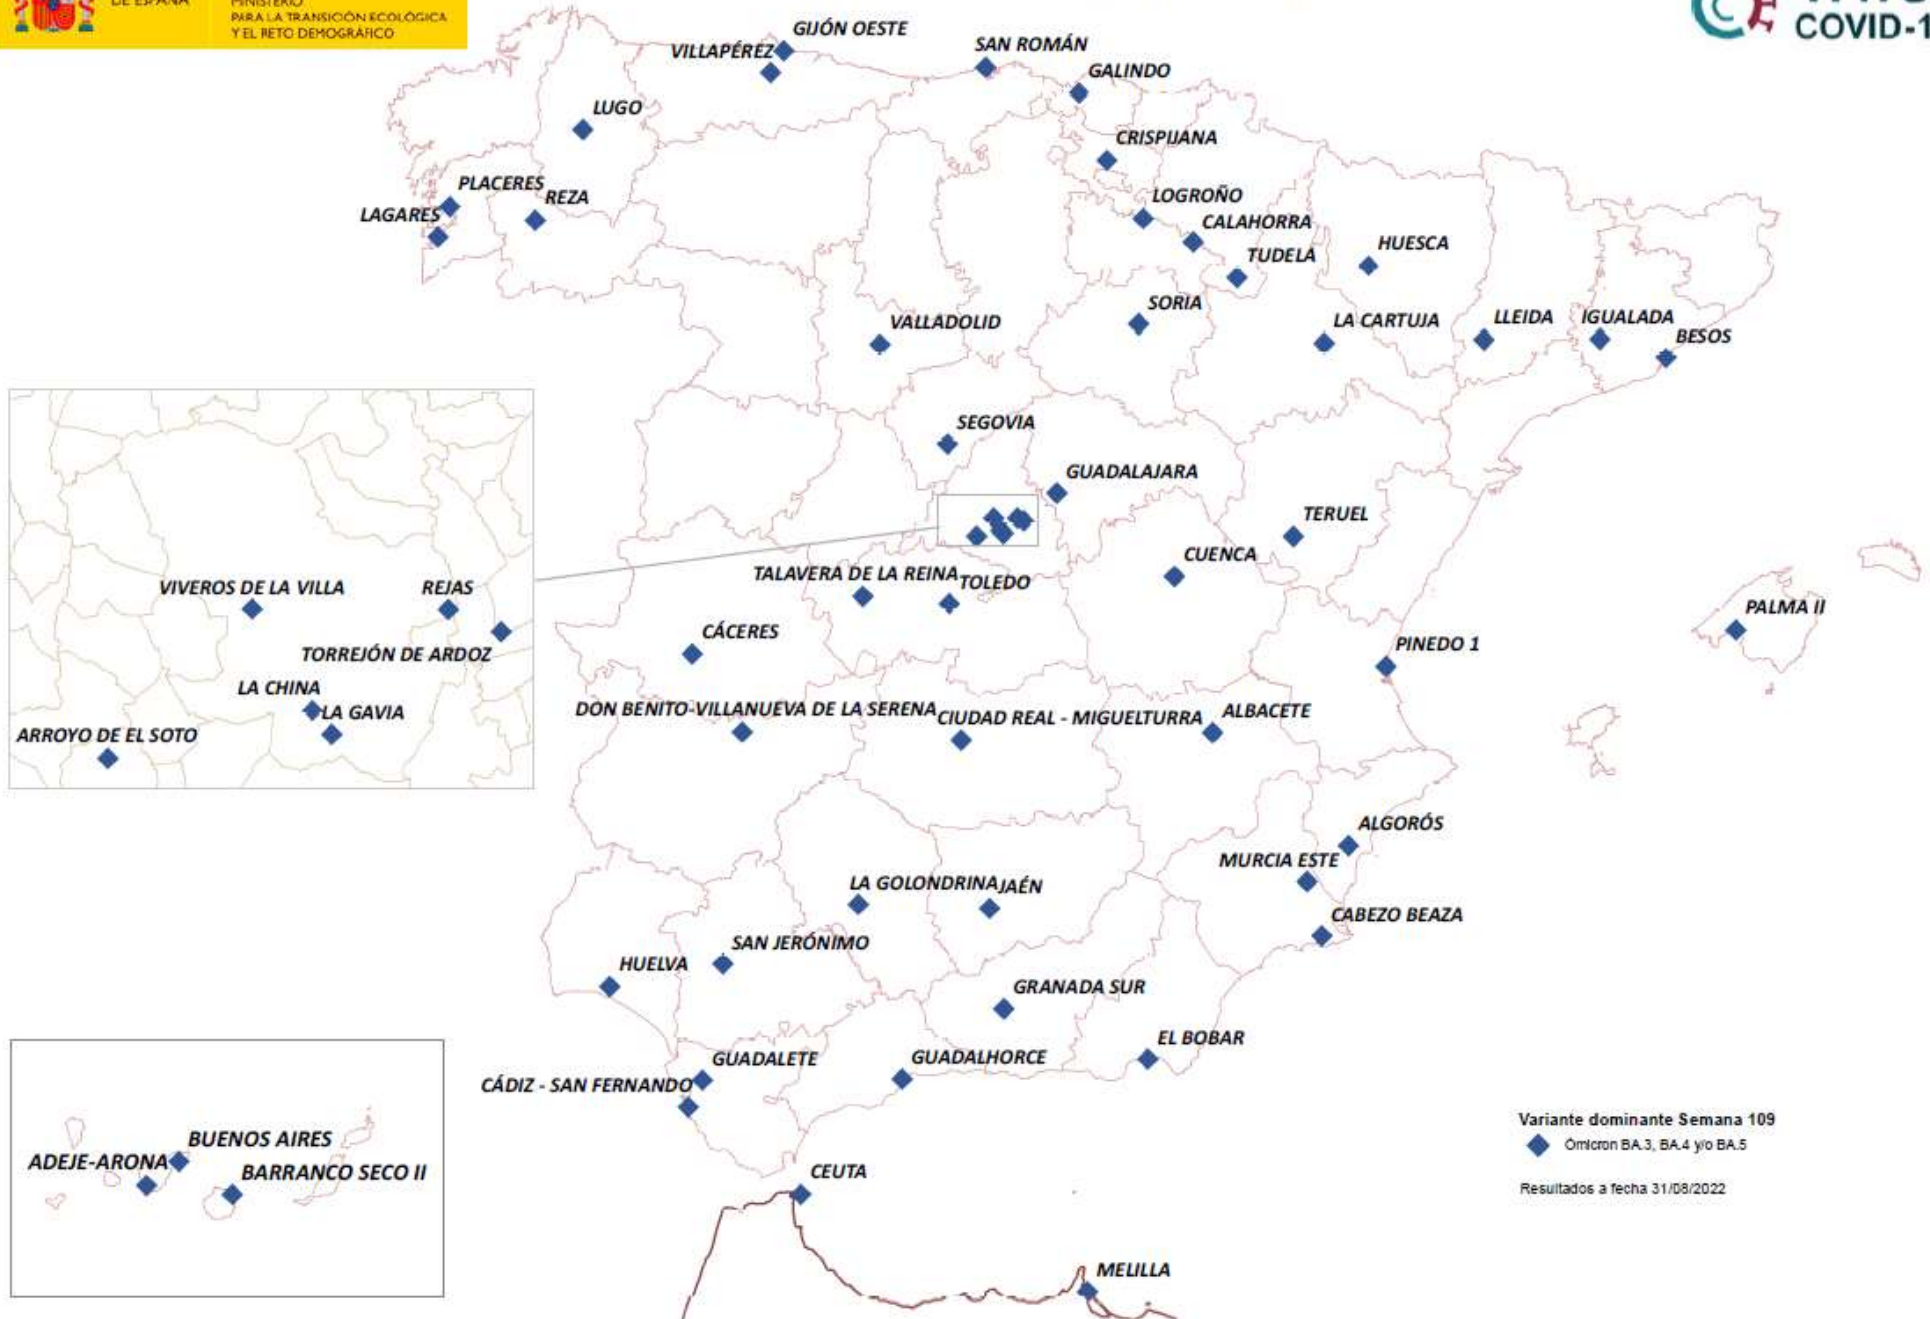 DE ESPAÑA
MINISTERIO
PARA LA TRANSICIÓN ECOLÓGICA
Y EL RETO DEMOGRÁFICO
COVID-1
GIJÓN OESTE
VILLAPÉREZ
SAN ROMÁN
GALINDO
LUGO
CRISPIJANA
PLACERES
REZA
LAGARES
LOGROÑO
CALAHORRA
TUDELA
HUESCA
SORIA
VALLADOLID
LA CARTUJA
LLEIDA
IGUALADA
BESOS
SEGOVIA
GUADALAJARA
TERUEL
CUENCA
TALAVERA DE LA REINA
TOLEDO
VIVEROS DE LA VILLA
REJAS
TORREJÓN DE ARDOZ
LA CHINA
LA GAVIA
ARROYO DE EL SOTO
CÁCERES
PALMA II
PINEDO 1
DON BENITO-VILLANUEVA DE LA SERENA
CIUDAD REAL - MIGUELTURRA
ALBACETE
ALGORÓS
MURCIA ESTE
LA GOLONDRINA
JAÉN
CABEZO BEAZA
SAN JERÓNIMO
HUELVA
GRANADA SUR
EL BOBAR
GUADALETE
GUADALHORCE
CÁDIZ - SAN FERNANDO
BUENOS AIRES
ADEJE-ARONA
BARRANCO SECO II
CEUTA
MELILLA
Variante dominante Semana 109
Ómicron BA.3, BA.4 y/o BA.5
Resultados a fecha 31/08/2022